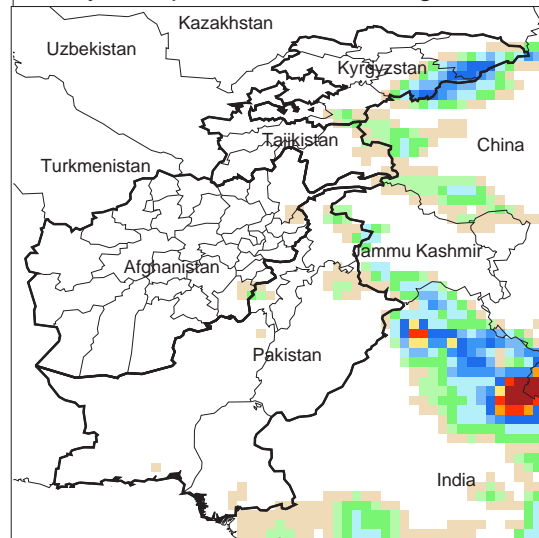 Kazakhstan
Uzbekistan
Kyrgyzstan
Tajikistan
China
Turkmenistan
Jammu Kashmir
Afghanistan
Pakistan
India